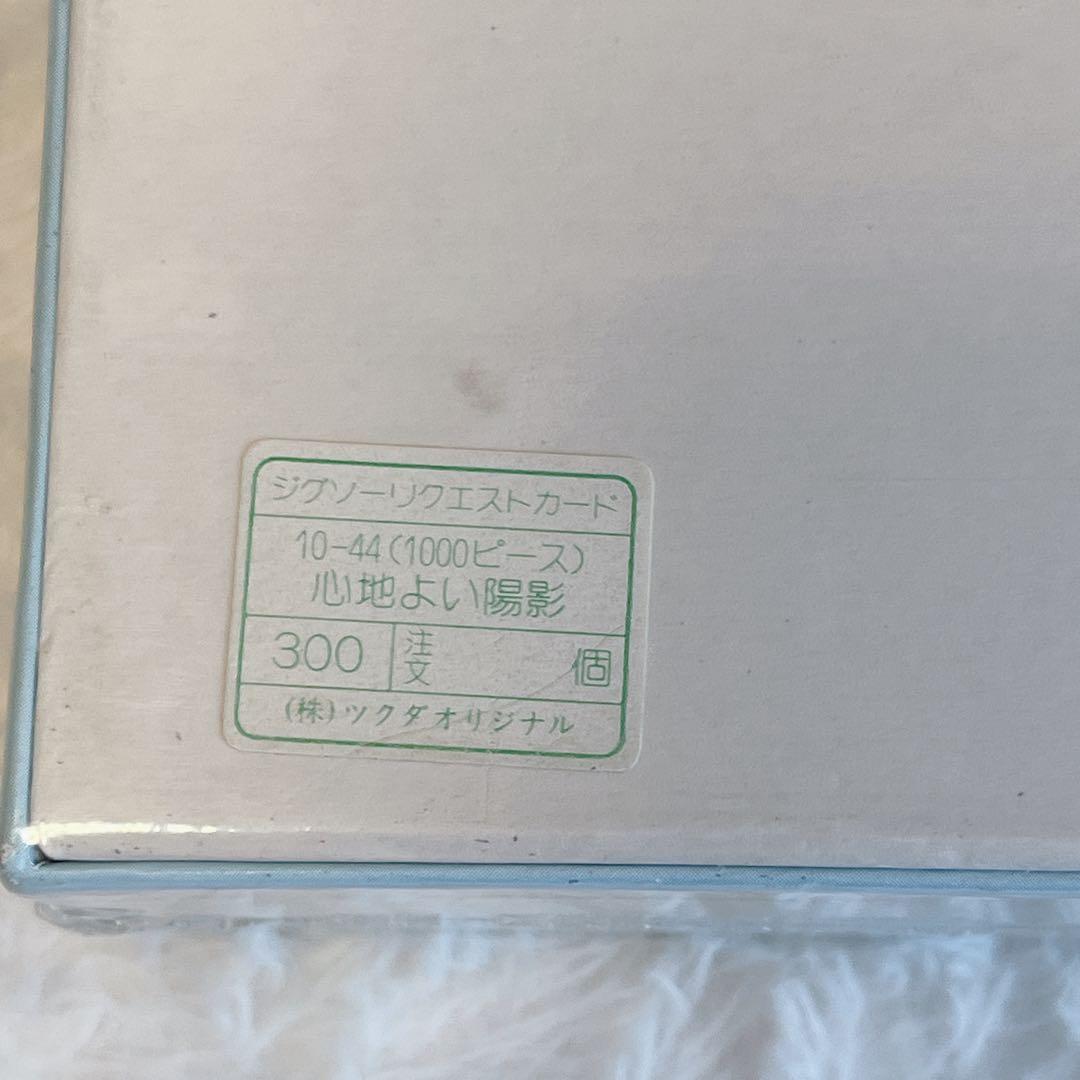 ジグソーリクエストカード
10-44(1000ピース)
心地よい陽影
300 注文 個
(株)ツクダオリジナル